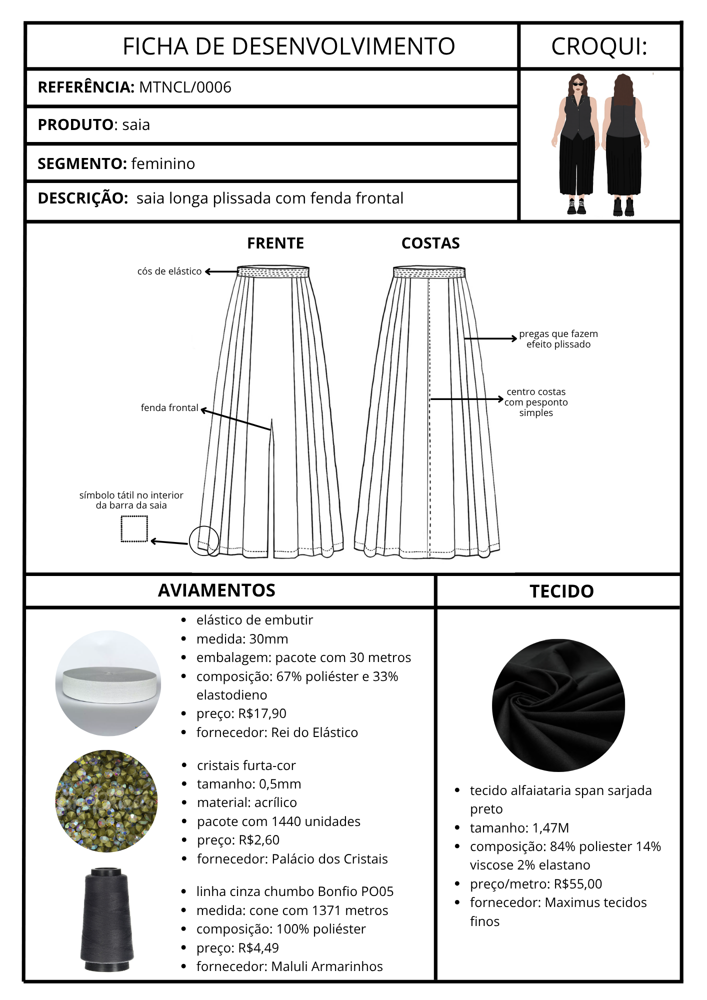 FICHA DE DESENVOLVIMENTO
CROQUI:
REFERÊNCIA: MTNCL/0006
PRODUTO: saia
SEGMENTO: feminino
DESCRIÇÃO: saia longa plissada com fenda frontal
FRENTE
COSTAS
cós de elástico
pregas que fazem
efeito plissado
centro costas
com pesponto
simples
fenda frontal
símbolo tátil no interior
da barra da saia
AVIAMENTOS
• elástico de embutir
• medida: 30mm
• embalagem: pacote com 30 metros
• composição: 67% poliéster e 33%
elastodieno
• preço: R$17,90
• fornecedor: Rei do Elástico
• cristais furta-cor
• tamanho: 0,5mm
• material: acrílico
• pacote com 1440 unidades
• preço: R$2,60
• fornecedor: Palácio dos Cristais
• linha cinza chumbo Bonfio PO05
• medida: cone com 1371 metros
• composição: 100% poliéster
• preço: R$4,49
• fornecedor: Maluli Armarinhos
TECIDO
• tecido alfaiataria span sarjada
preto
• tamanho: 1,47M
• composição: 84% poliester 14%
viscose 2% elastano
• preço/metro: R$55,00
• fornecedor: Maximus tecidos
finos